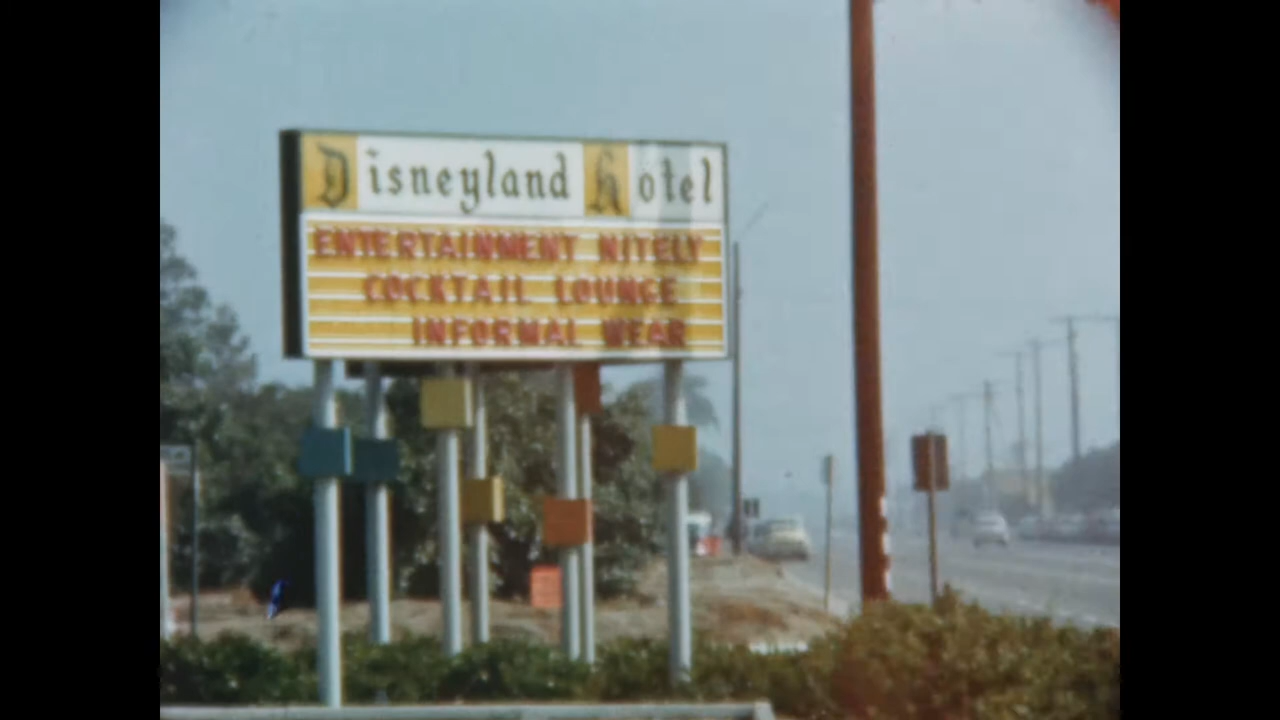 Disneyland Hotel
ENTERTAINMENT NITELY
COCKTAIL LOUNGE
INFORMAL WEAR